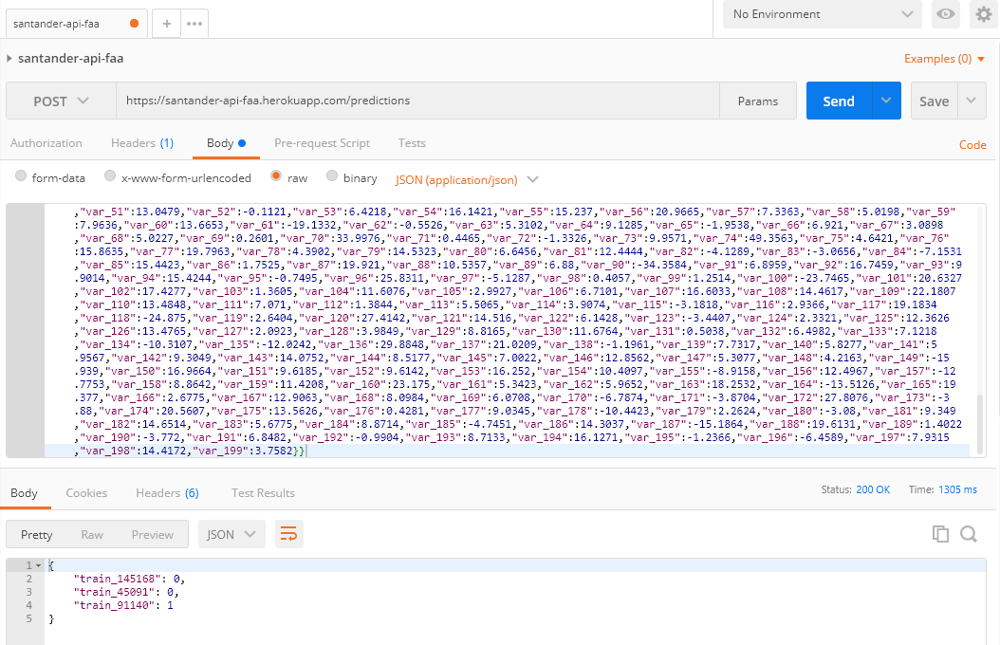 santander-api-faa
+
•••
No Environment
santander-api-faa
Examples (0)
POST
https://santander-api-faa.herokuapp.com/predictions
Params
Send
Save
Authorization
Headers (1)
Body
Pre-request Script
Tests
Code
form-data
x-www-form-urlencoded
raw
binary
JSON (application/json)
,"var_51":13.0479,"var_52":-0.1121,"var_53":6.4218,"var_54":16.1421,"var_55":15.237,"var_56":20.9665,"var_57":7.3363,"var_58":5.0198,"var_59"
:7.9636,"var_60":13.6653,"var_61":-19.1332,"var_62":-0.5526,"var_63":5.3102,"var_64":9.1285,"var_65":-1.9538,"var_66":6.921,"var_67":3.0898
,"var_68":5.0227,"var_69":0.2601,"var_70":33.9976,"var_71":0.4465,"var_72":-1.3326,"var_73":9.9571,"var_74":49.3563,"var_75":4.6421,"var_76"
:15.8635,"var_77":19.7963,"var_78":4.3902,"var_79":14.5323,"var_80":6.6456,"var_81":12.4444,"var_82":-4.1289,"var_83":-3.0656,"var_84":-7.1531
,"var_85":15.4423,"var_86":1.7525,"var_87":19.921,"var_88":10.5357,"var_89":6.88,"var_90":-34.3584,"var_91":6.8959,"var_92":16.7459,"var_93":9
.9014,"var_94":15.4244,"var_95":-0.7495,"var_96":25.8311,"var_97":-5.1287,"var_98":0.4057,"var_99":1.2514,"var_100":-23.7465,"var_101":20.6327
,"var_102":17.4277,"var_103":1.3605,"var_104":11.6076,"var_105":2.9927,"var_106":6.7101,"var_107":16.6033,"var_108":14.4617,"var_109":22.1807
,"var_110":13.4848,"var_111":7.071,"var_112":1.3844,"var_113":5.5065,"var_114":3.9074,"var_115":-3.1818,"var_116":2.9366,"var_117":19.1834
,"var_118":-24.875,"var_119":2.6404,"var_120":27.4142,"var_121":14.516,"var_122":6.1428,"var_123":-3.4407,"var_124":2.3321,"var_125":12.3626
,"var_126":13.4765,"var_127":2.0923,"var_128":3.9849,"var_129":8.8165,"var_130":11.6764,"var_131":0.5038,"var_132":6.4982,"var_133":7.1218
,"var_134":-10.3107,"var_135":-12.0242,"var_136":29.8848,"var_137":21.0209,"var_138":-1.1961,"var_139":7.7317,"var_140":5.8277,"var_141":5
.9567,"var_142":9.3049,"var_143":14.0752,"var_144":8.5177,"var_145":7.0022,"var_146":12.8562,"var_147":5.3077,"var_148":4.2163,"var_149":-15
.939,"var_150":16.9664,"var_151":9.6185,"var_152":9.6142,"var_153":16.252,"var_154":10.4097,"var_155":-8.9158,"var_156":12.4967,"var_157":-12
.7753,"var_158":8.8642,"var_159":11.4208,"var_160":23.175,"var_161":5.3423,"var_162":5.9652,"var_163":18.2532,"var_164":-13.5126,"var_165":19
.377,"var_166":2.6775,"var_167":12.9063,"var_168":8.0984,"var_169":6.0708,"var_170":-6.7874,"var_171":-3.8704,"var_172":27.8076,"var_173":-3
.88,"var_174":20.5607,"var_175":13.5626,"var_176":0.4281,"var_177":9.0345,"var_178":-10.4423,"var_179":2.2624,"var_180":-3.08,"var_181":9.349
,"var_182":14.6514,"var_183":5.6775,"var_184":8.8714,"var_185":-4.7451,"var_186":14.3037,"var_187":-15.1864,"var_188":19.6131,"var_189":1.4022
,"var_190":-3.772,"var_191":6.8482,"var_192":-0.9904,"var_193":8.7133,"var_194":16.1271,"var_195":-1.2366,"var_196":-6.4589,"var_197":7.9315
,"var_198":14.4172,"var_199":3.7582}}
Body
Cookies
Headers (6)
Test Results
Status: 200 OK
Time: 1305 ms
Pretty
Raw
Preview
JSON
1 {
2 "train_145168": 0,
3 "train_45091": 0,
4 "train_91140": 1
5 }